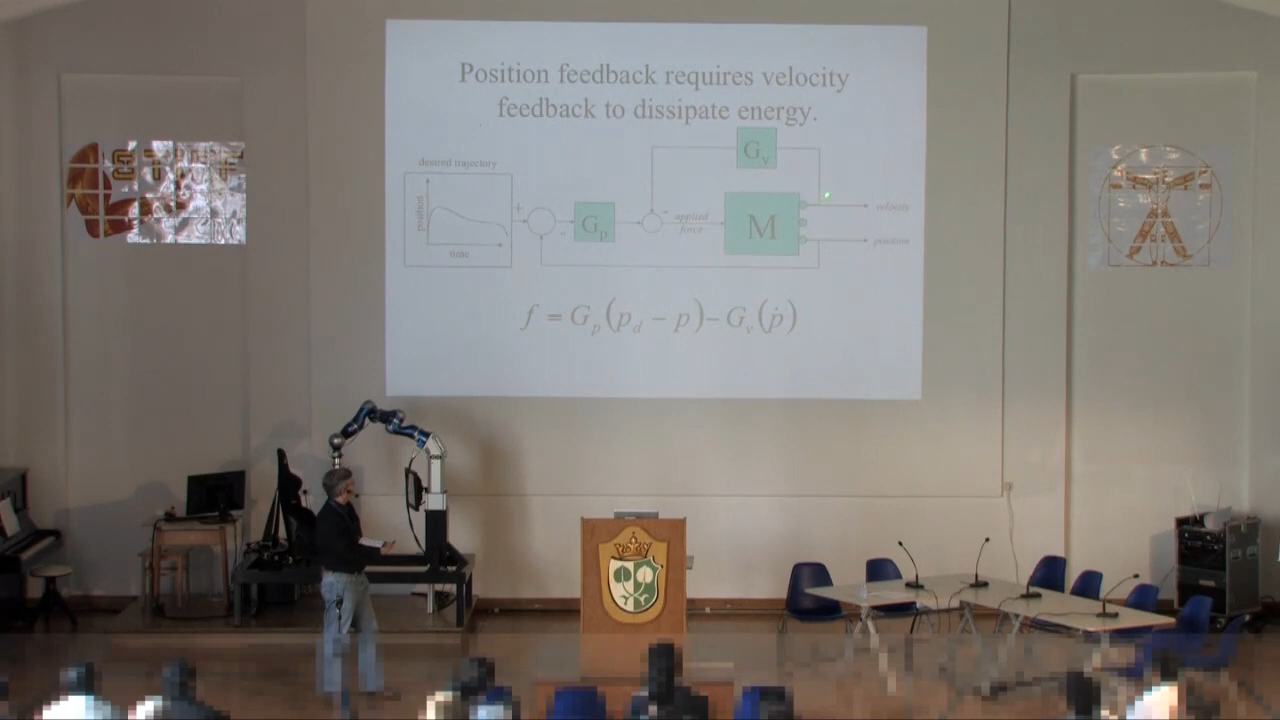 Position feedback requires velocity
feedback to dissipate energy.
STIFF
desired trajectory
position
time
+
-
Gp
-
applied
force
Gv
M
velocity
position
f = Gp(pd − p) − Gv(ṗ)